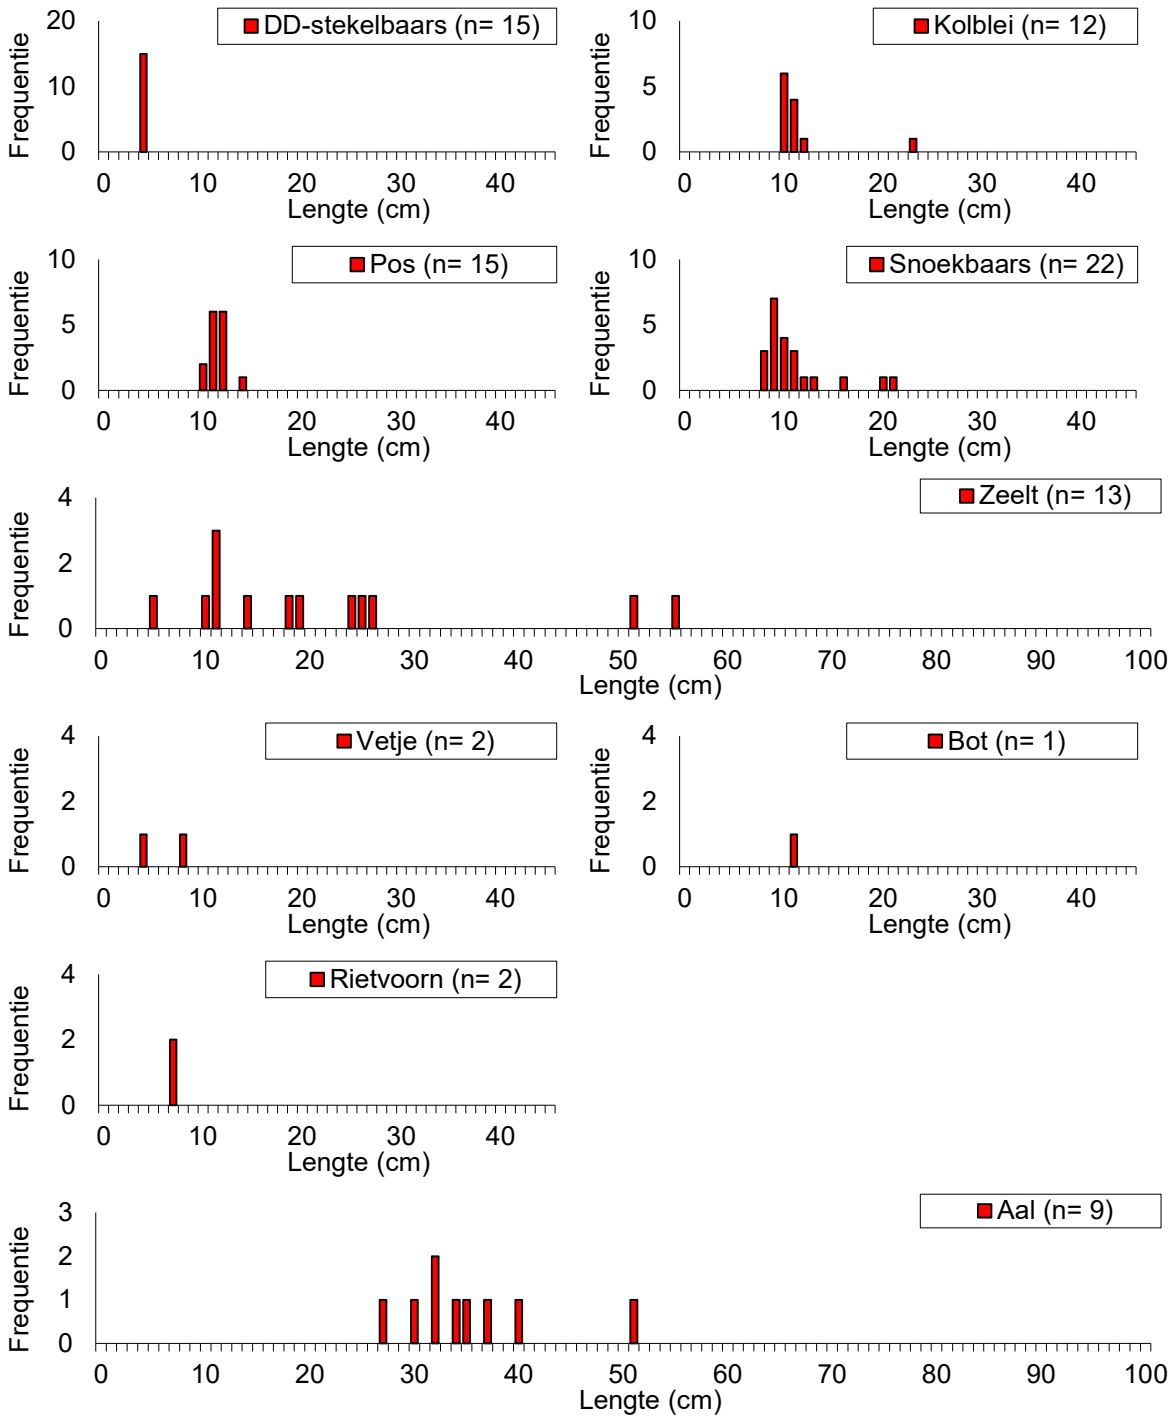 DD-stekelbaars (n= 15)
Frequentie
20
10
0
0 10 20 30 40
Lengte (cm)
Kolblei (n= 12)
Frequentie
10
5
0
0 10 20 30 40
Lengte (cm)
Pos (n= 15)
Frequentie
10
5
0
0 10 20 30 40
Lengte (cm)
Snoekbaars (n= 22)
Frequentie
10
5
0
0 10 20 30 40
Lengte (cm)
Zeelt (n= 13)
Frequentie
4
2
0
0 10 20 30 40 50 60 70 80 90 100
Lengte (cm)
Vetje (n= 2)
Frequentie
4
2
0
0 10 20 30 40
Lengte (cm)
Bot (n= 1)
Frequentie
4
2
0
0 10 20 30 40
Lengte (cm)
Rietvoorn (n= 2)
Frequentie
4
2
0
0 10 20 30 40
Lengte (cm)
Aal (n= 9)
Frequentie
3
2
1
0
0 10 20 30 40 50 60 70 80 90 100
Lengte (cm)